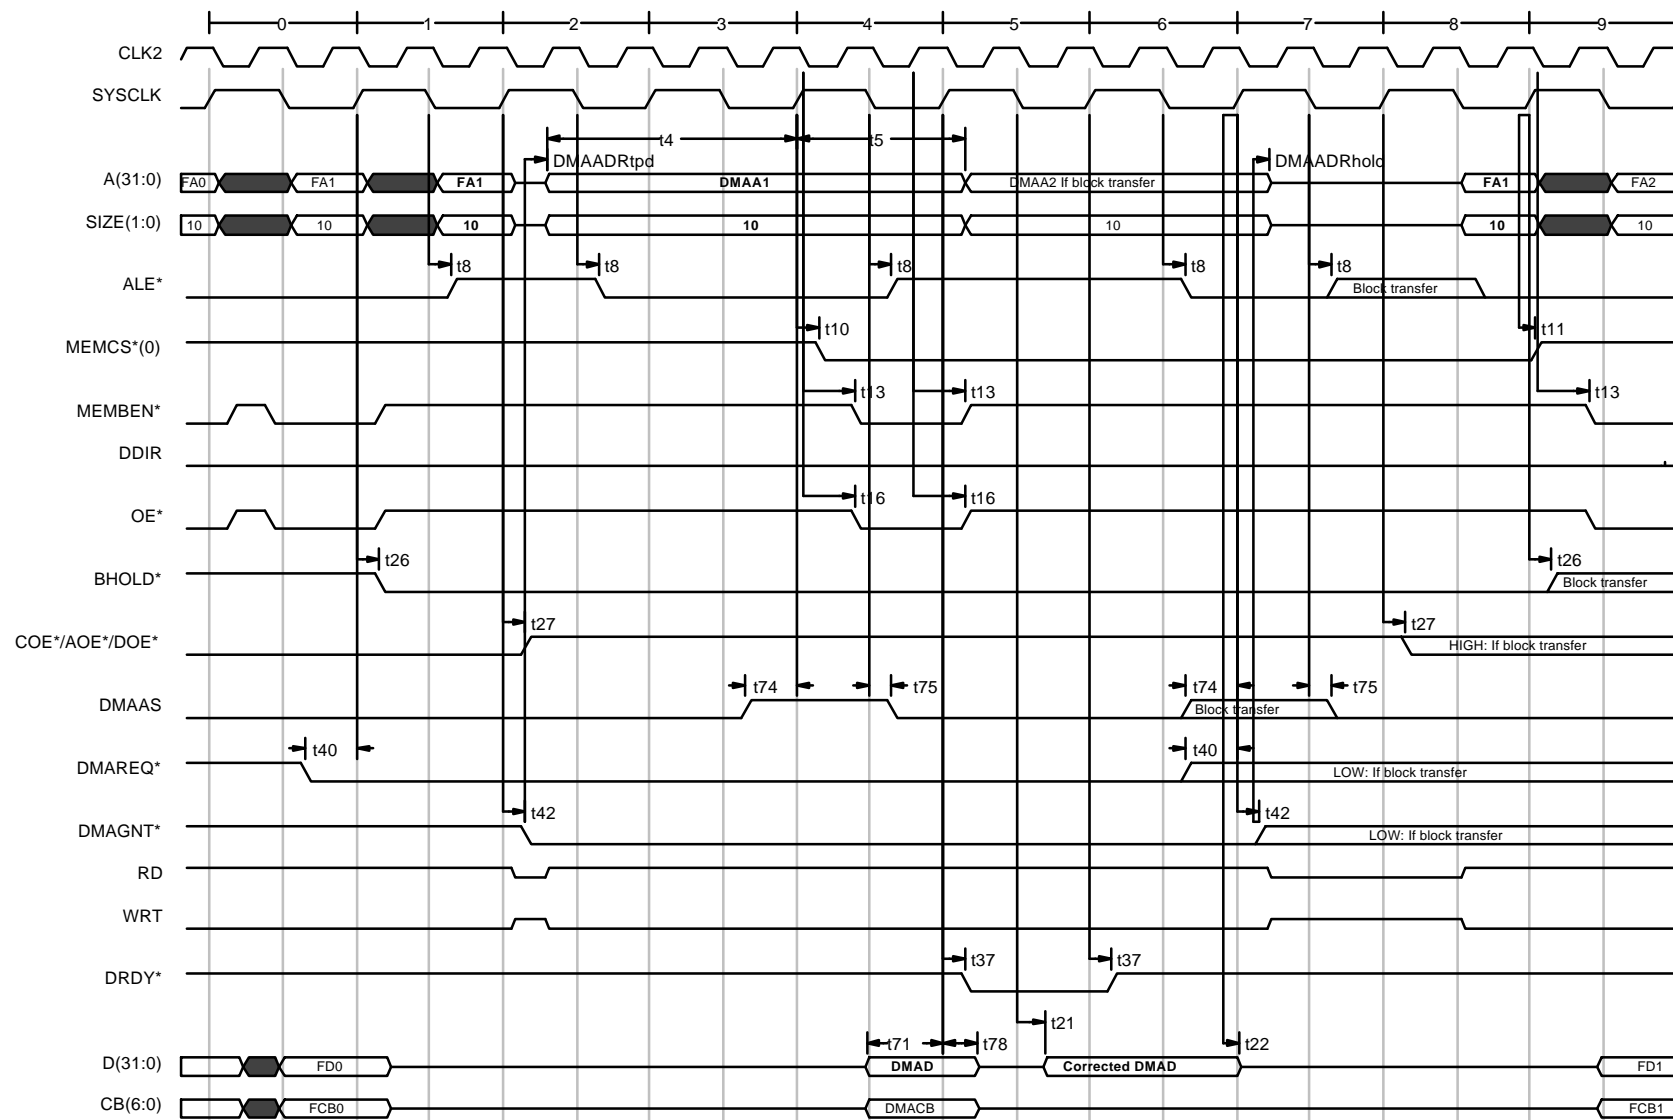 0 1 2 3 4 5 6 7 8 9
CLK2
SYSCLK
t4 t5
DMAADRtpd DMAADRhold
A(31:0) FA0 FA1 FA1 DMAA1 DMAA2 If block transfer FA1 FA2
SIZE(1:0) 10 10 10 10 10 10 10
t8 t8 t8 t8 t8
ALE* Block transfer
t10 t11
MEMCS*(0)
t13 t13 t13
MEMBEN*
DDIR
t16 t16
OE*
t26 t26
BHOLD* Block transfer
t27 t27
COE*/AOE*/DOE* HIGH: If block transfer
t74 t75 t74 t75
DMAAS Block transfer
t40 t40
DMAREQ* LOW: If block transfer
t42 t42
DMAGNT* LOW: If block transfer
RD
WRT
t37 t37
DRDY*
t21
t71 t78 t22
D(31:0) FD0 DMAD Corrected DMAD FD1
CB(6:0) FCB0 DMACB FCB1